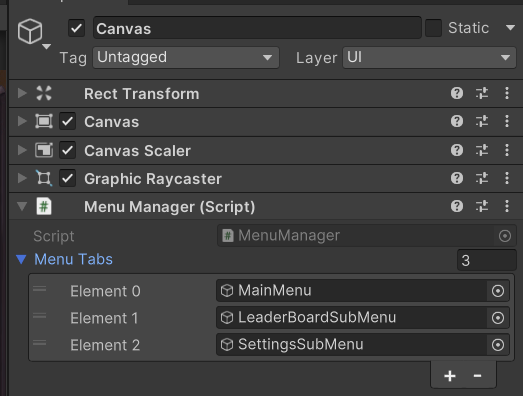 Canvas
Static
Tag Untagged Layer UI
Rect Transform
Canvas
Canvas Scaler
Graphic Raycaster
# Menu Manager (Script)
Script # MenuManager
Menu Tabs 3
Element 0 MainMenu
Element 1 LeaderBoardSubMenu
Element 2 SettingsSubMenu
+ -